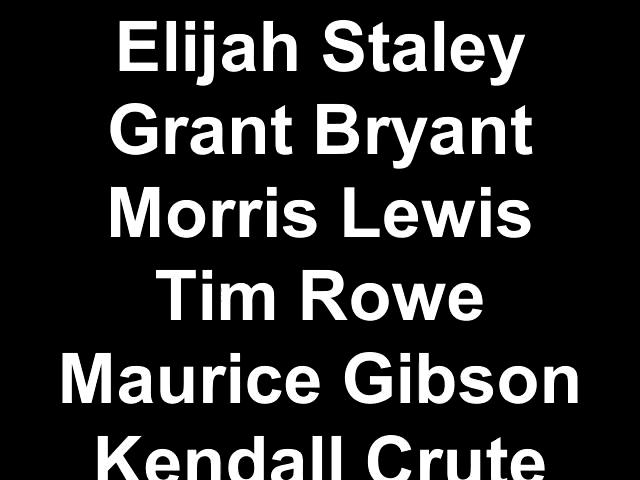 Elijah Staley
Grant Bryant
Morris Lewis
Tim Rowe
Maurice Gibson
Kendall Crute